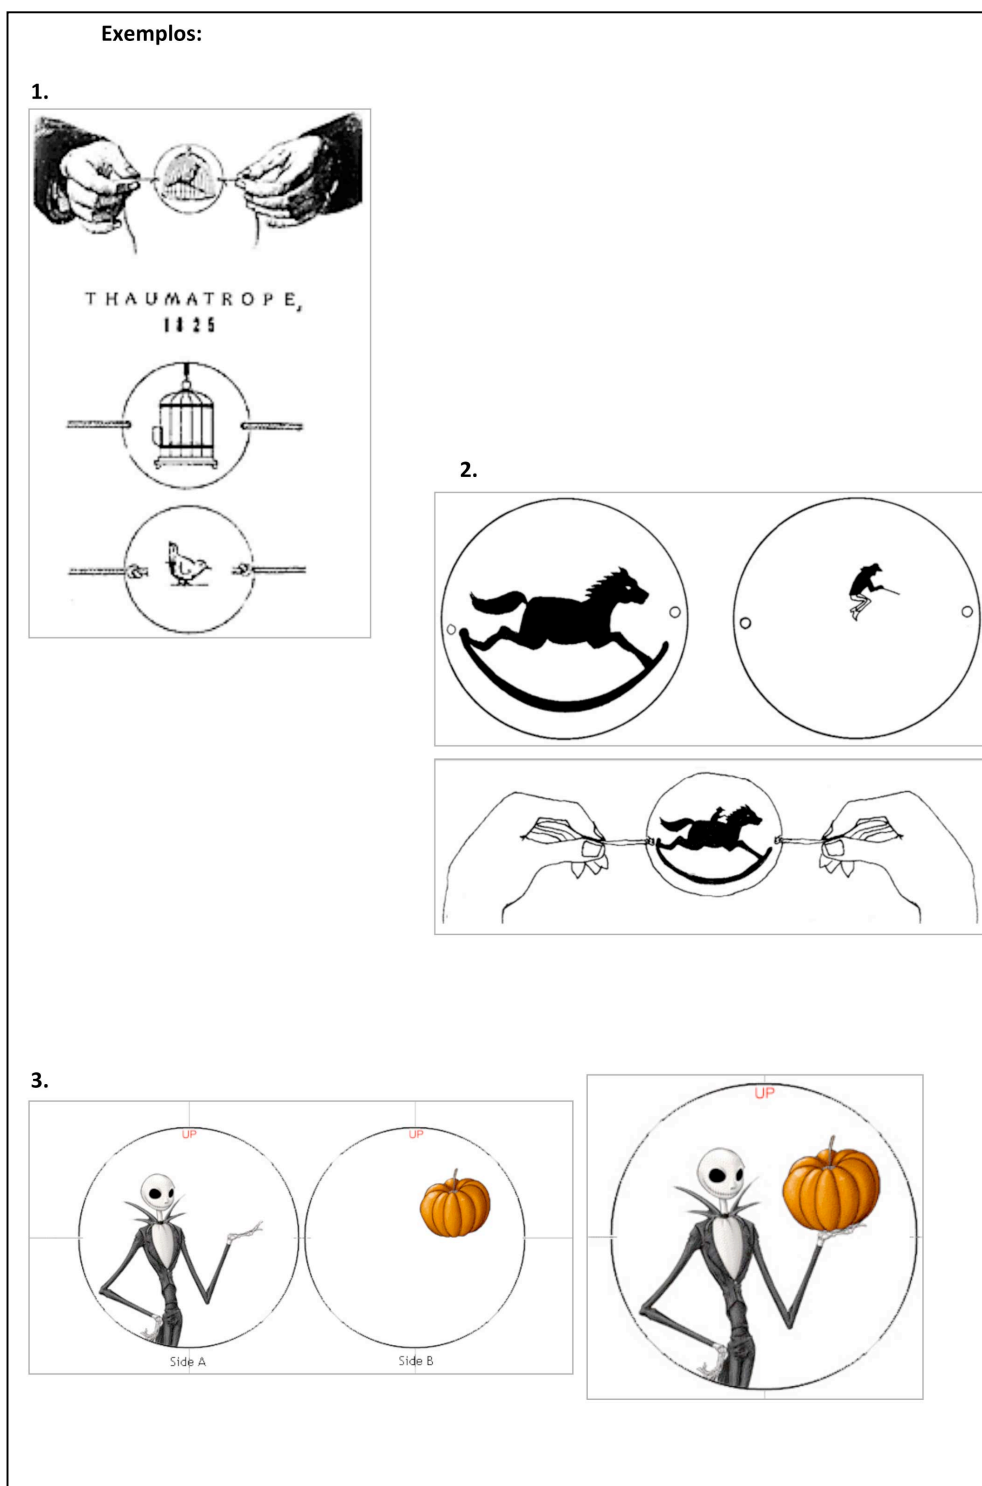 Exemplos:
1.
THAUMATROPE,
1825
2.
3.
UP
UP
Side A
Side B
UP